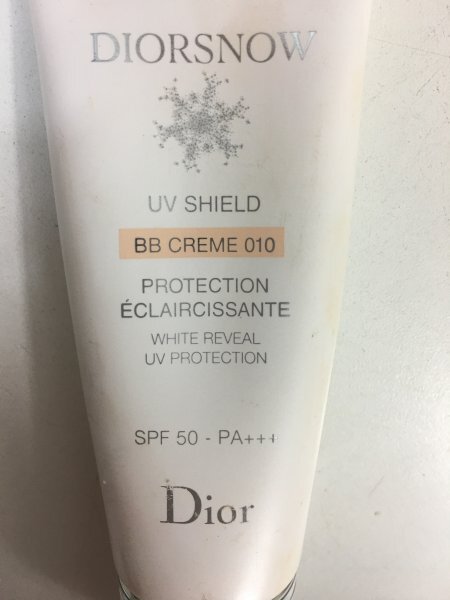 DIORSNOW
UV SHIELD
BB CREME 010
PROTECTION
ÉCLAIRCISSANTE
WHITE REVEAL
UV PROTECTION
SPF 50 - PA+++
Dior